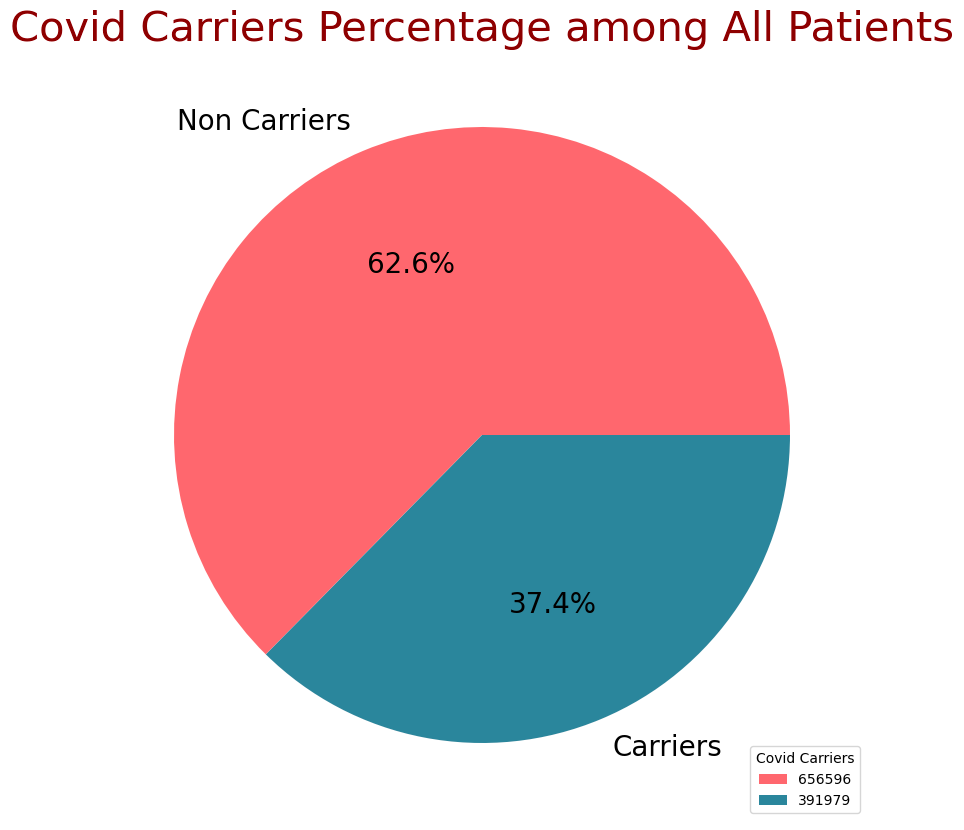 Covid Carriers Percentage among All Patients
Non Carriers
62.6%
37.4%
Carriers
Covid Carriers
656596
391979